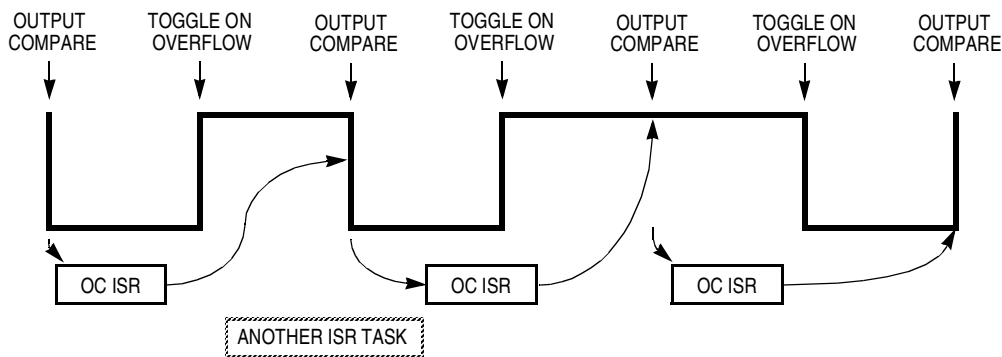 OUTPUT
COMPARE
TOGGLE ON
OVERFLOW
OUTPUT
COMPARE
TOGGLE ON
OVERFLOW
OUTPUT
COMPARE
TOGGLE ON
OVERFLOW
OUTPUT
COMPARE
OC ISR
OC ISR
OC ISR
ANOTHER ISR TASK